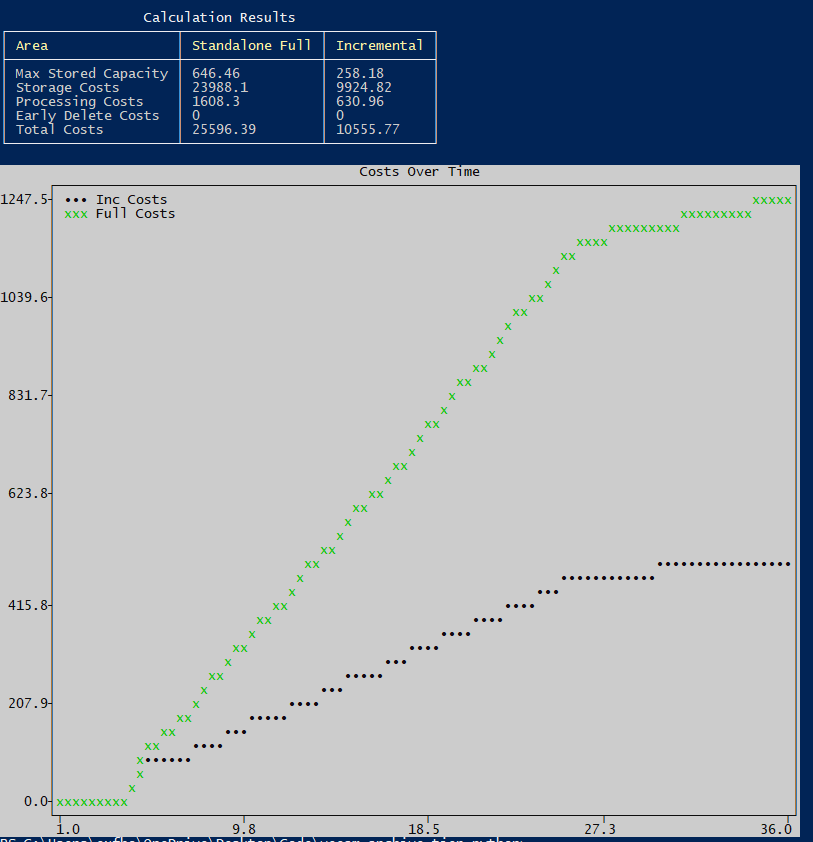 Calculation Results
Area Standalone Full Incremental
Max Stored Capacity 646.46 258.18
Storage Costs 23988.1 9924.82
Processing Costs 1608.3 630.96
Early Delete Costs 0 0
Total Costs 25596.39 10555.77
Costs Over Time
1247.5
••• Inc Costs
xxx Full Costs
1039.6
831.7
623.8
415.8
207.9
0.0
1.0 9.8 18.5 27.3 36.0